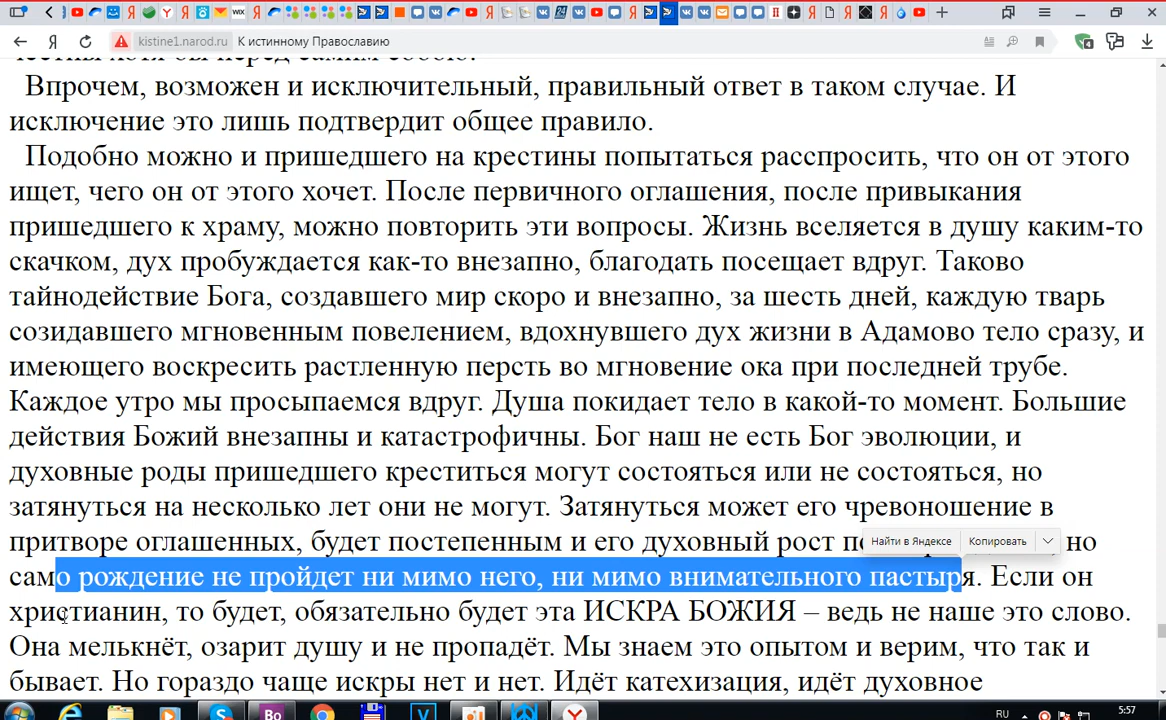 kistine1.narod.ru К истинному Православию
Впрочем, возможен и исключительный, правильный ответ в таком случае. И
исключение это лишь подтвердит общее правило.
Подобно можно и пришедшего на крестины попытаться расспросить, что он от этого
ищет, чего он от этого хочет. После первичного оглашения, после привыкания
пришедшего к храму, можно повторить эти вопросы. Жизнь вселяется в душу каким-то
скачком, дух пробуждается как-то внезапно, благодать посещает вдруг. Таково
тайнодействие Бога, создавшего мир скоро и внезапно, за шесть дней, каждую тварь
созидавшего мгновенным повелением, вдохнувшего дух жизни в Адамово тело сразу, и
имеющего воскресить растленную персть во мгновение ока при последней трубе.
Каждое утро мы просыпаемся вдруг. Душа покидает тело в какой-то момент. Большие
действия Божий внезапны и катастрофичны. Бог наш не есть Бог эволюции, и
духовные роды пришедшего креститься могут состояться или не состояться, но
затянуться на несколько лет они не могут. Затянуться может его чревоношение в
притворе оглашенных, будет постепенным и его духовный рост но
Найти в Яндексе Копировать
само рождение не пройдет ни мимо него, ни мимо внимательного пастыря. Если он
христианин, то будет, обязательно будет эта ИСКРА БОЖИЯ – ведь не наше это слово.
Она мелькнёт, озарит душу и не пропадёт. Мы знаем это опытом и верим, что так и
бывает. Но гораздо чаще искры нет и нет. Идёт катехизация, идёт духовное
RU 5:57